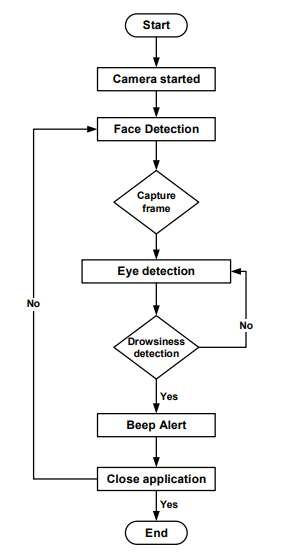 Start
Camera started
Face Detection
Capture
frame
Eye detection
No
No
Drowsiness
detection
Yes
Beep Alert
Close application
Yes
End